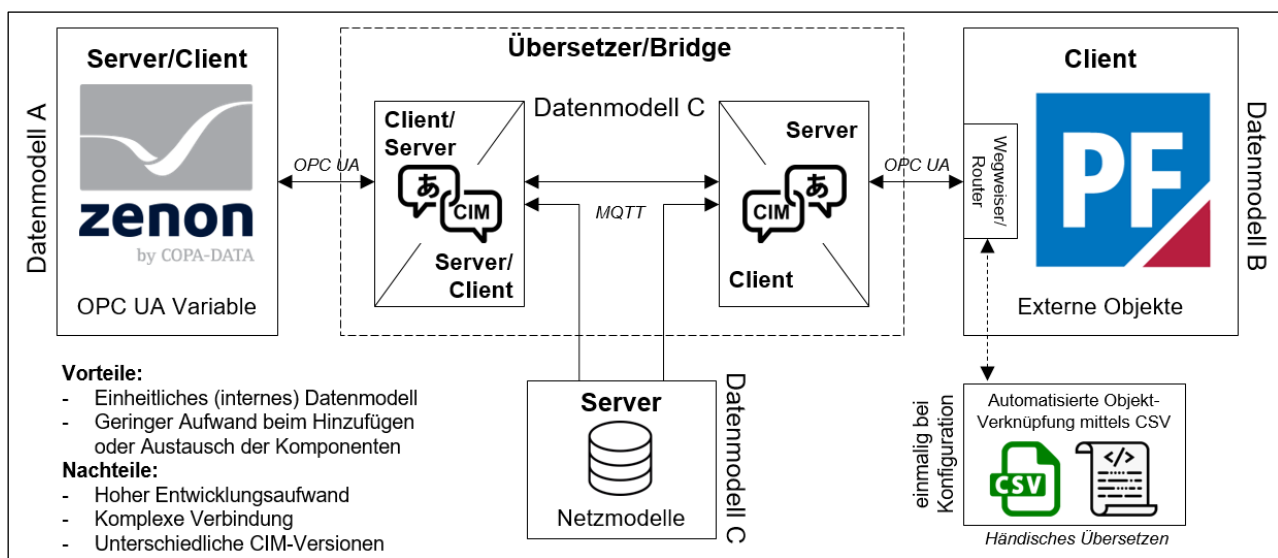 Datenmodell A
Server/Client
zenon
by COPA-DATA
OPC UA Variable
OPC UA
Übersetzer/Bridge
Datenmodell C
Client/
Server
あ
CIM
Server/
Client
MQTT
Server
CIM
あ
Client
OPC UA
Client
Wegweiser/
Router
PF
Externe Objekte
Datenmodell B
Vorteile:
- Einheitliches (internes) Datenmodell
- Geringer Aufwand beim Hinzufügen
oder Austausch der Komponenten
Nachteile:
- Hoher Entwicklungsaufwand
- Komplexe Verbindung
- Unterschiedliche CIM-Versionen
Server
Netzmodelle
Datenmodell C
einmalig bei
Konfiguration
Automatisierte Objekt-
Verknüpfung mittels CSV
CSV
</>
Händisches Übersetzen